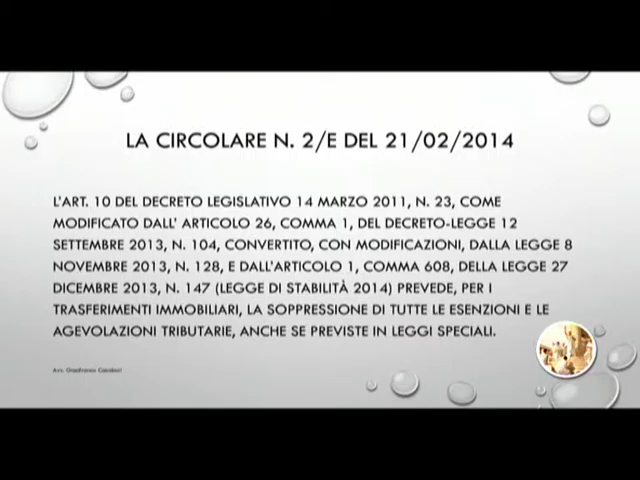 LA CIRCOLARE N. 2/E DEL 21/02/2014
L'ART. 10 DEL DECRETO LEGISLATIVO 14 MARZO 2011, N. 23, COME
MODIFICATO DALL' ARTICOLO 26, COMMA 1, DEL DECRETO-LEGGE 12
SETTEMBRE 2013, N. 104, CONVERTITO, CON MODIFICAZIONI, DALLA LEGGE 8
NOVEMBRE 2013, N. 128, E DALL'ARTICOLO 1, COMMA 608, DELLA LEGGE 27
DICEMBRE 2013, N. 147 (LEGGE DI STABILITÀ 2014) PREVEDE, PER I
TRASFERIMENTI IMMOBILIARI, LA SOPPRESSIONE DI TUTTE LE ESENZIONI E LE
AGEVOLAZIONI TRIBUTARIE, ANCHE SE PREVISTE IN LEGGI SPECIALI.
Avv. Gianfranco